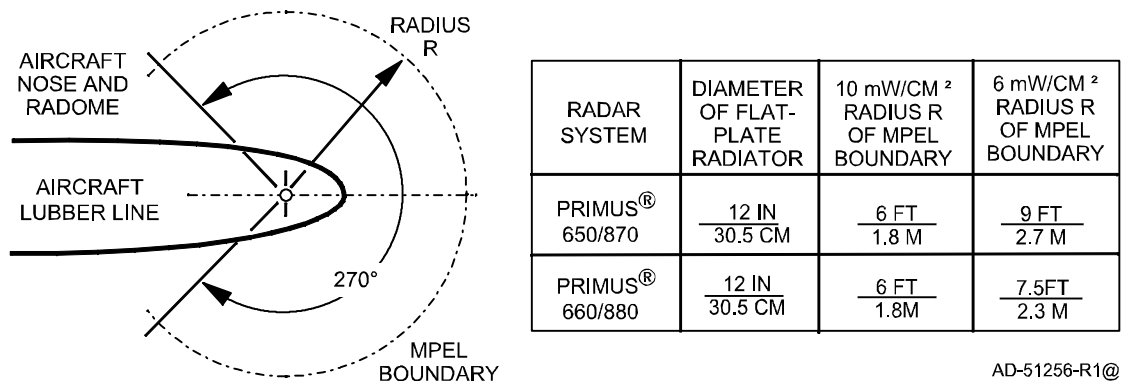 RADIUS
R
AIRCRAFT
NOSE AND
RADOME
AIRCRAFT
LUBBER LINE
270°
MPEL
BOUNDARY
RADAR
SYSTEM
DIAMETER
OF FLAT-
PLATE
RADIATOR
10 mW/CM ²
RADIUS R
OF MPEL
BOUNDARY
6 mW/CM ²
RADIUS R
OF MPEL
BOUNDARY
PRIMUS®
650/870
12 IN
30.5 CM
6 FT
1.8 M
9 FT
2.7 M
PRIMUS®
660/880
12 IN
30.5 CM
6 FT
1.8M
7.5FT
2.3 M
AD-51256-R1@